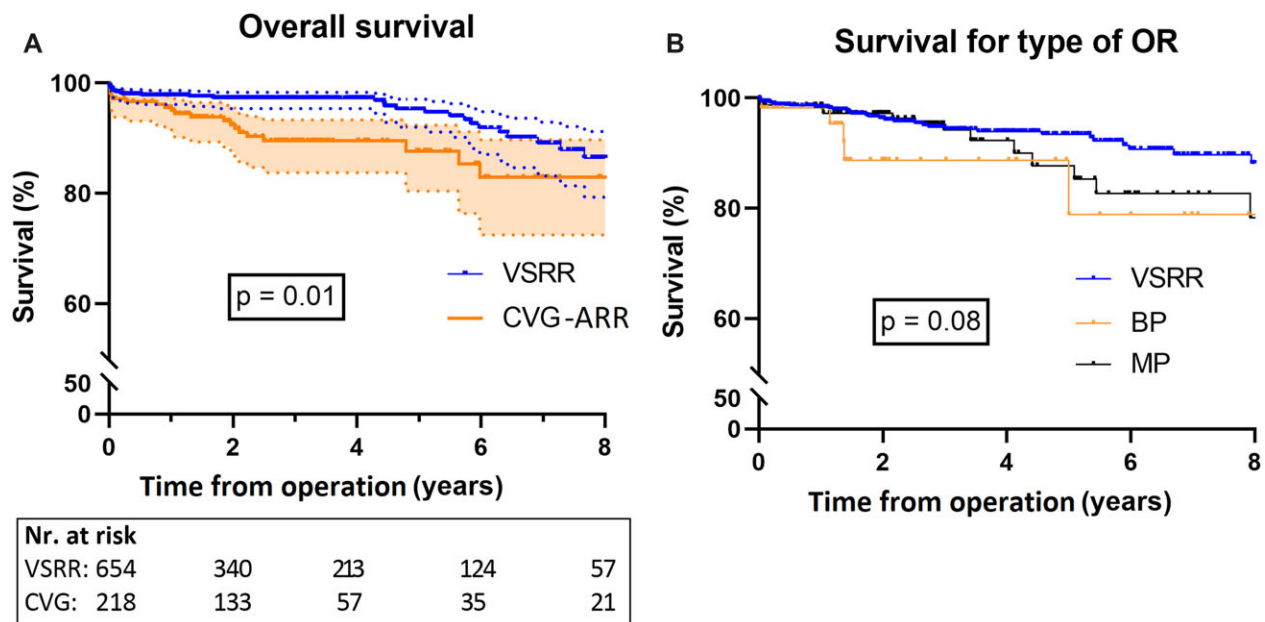 A
Overall survival
Survival (%)
100
80
60
50
0
p = 0.01
VSRR
CVG-ARR
0 2 4 6 8
Time from operation (years)
Nr. at risk
VSRR: 654 340 213 124 57
CVG: 218 133 57 35 21
B
Survival for type of OR
Survival (%)
100
80
60
50
0
p = 0.08
VSRR
BP
MP
0 2 4 6 8
Time from operation (years)